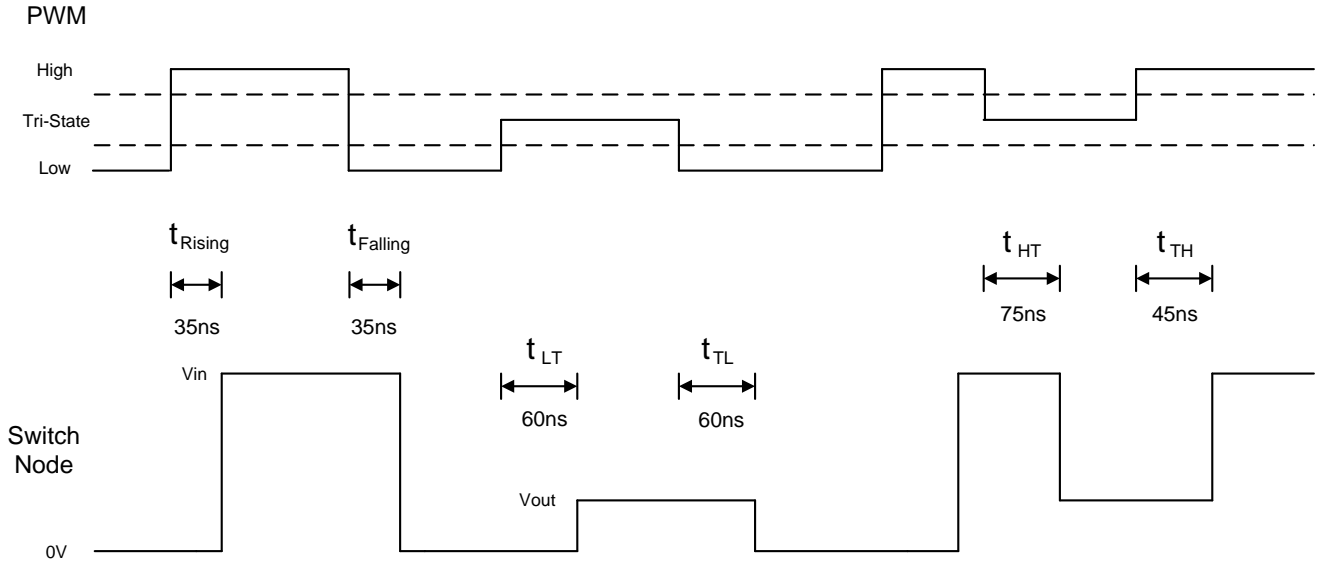 PWM
High
Tri-State
Low
tRising
tFalling
tHT
tTH
35ns
35ns
75ns
45ns
tLT
tTL
Vin
60ns
60ns
Switch
Node
Vout
0V